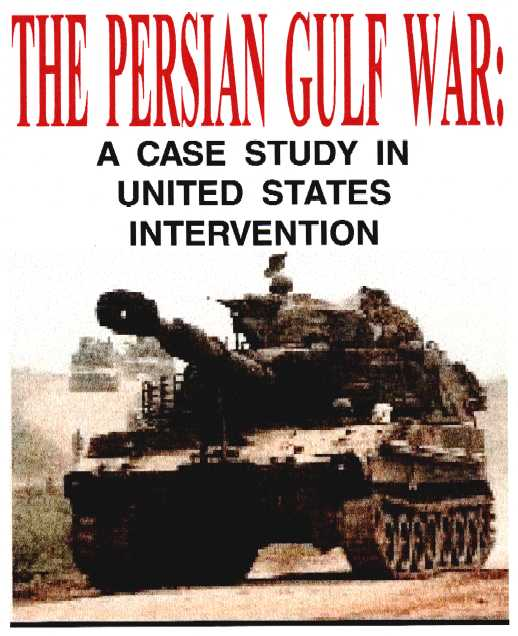 THE PERSIAN GULF WAR:
A CASE STUDY IN
UNITED STATES
INTERVENTION